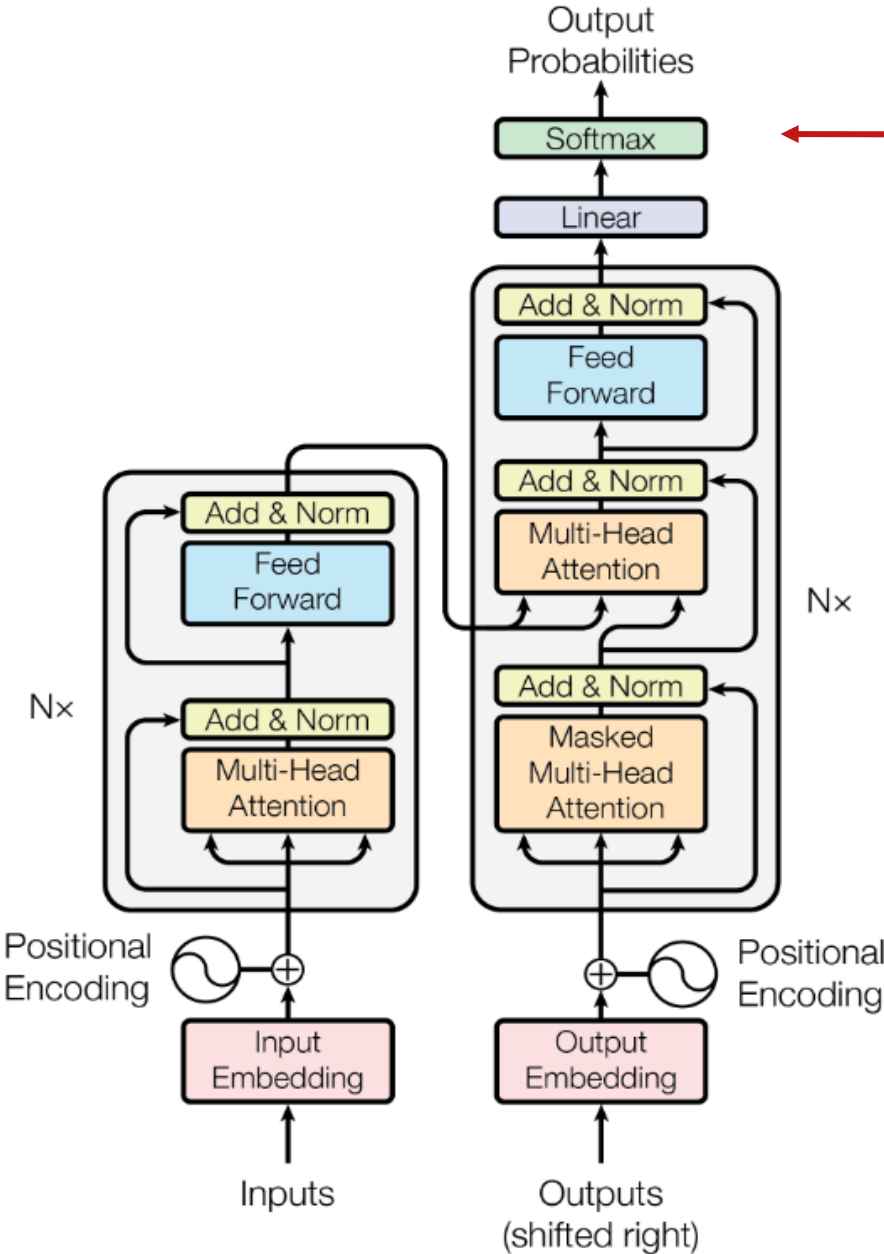 Output
Probabilities
Softmax
Linear
Add & Norm
Feed
Forward
Add & Norm
Multi-Head
Attention
Add & Norm
Masked
Multi-Head
Attention
N×
Add & Norm
Feed
Forward
Add & Norm
Multi-Head
Attention
N×
Positional
Encoding
Positional
Encoding
Input
Embedding
Output
Embedding
Inputs
Outputs
(shifted right)